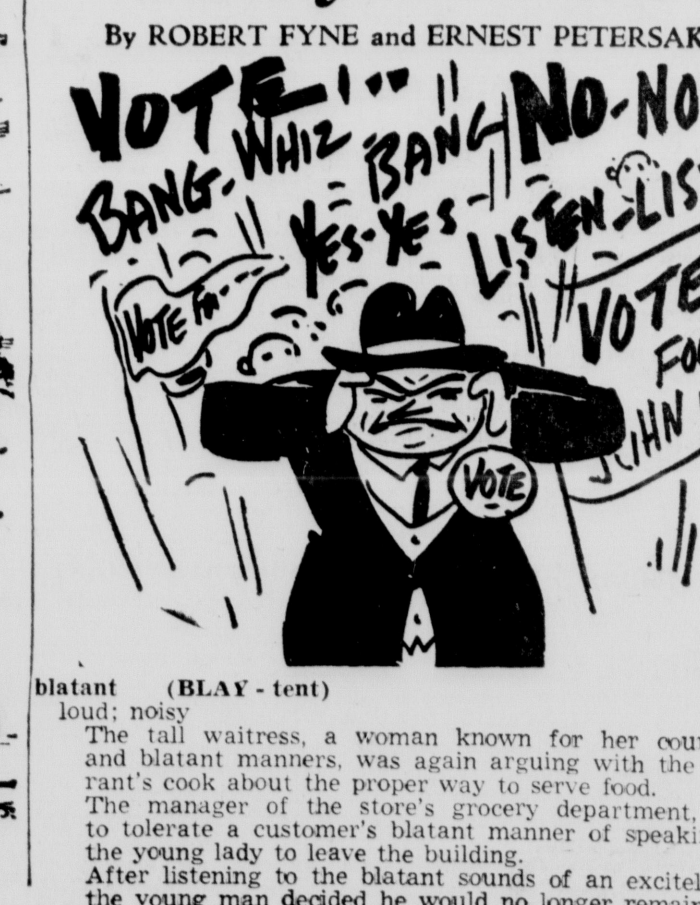 By ROBERT FYNE and ERNEST PETERSAK
VOTE!
NO-NO
BANG-WHIZ-BANG
YES-YES-LISTEN-LIS
VOTE
VOTE
VOTE
FO
JOHN
blatant (BLAY - tent)
loud; noisy
The tall waitress, a woman known for her
and blatant manners, was again arguing with the
rant's cook about the proper way to serve food.
The manager of the store's grocery department,
to tolerate a customer's blatant manner of speaki
the young lady to leave the building.
After listening to the blatant sounds of an
the young man decided he would no longer remain